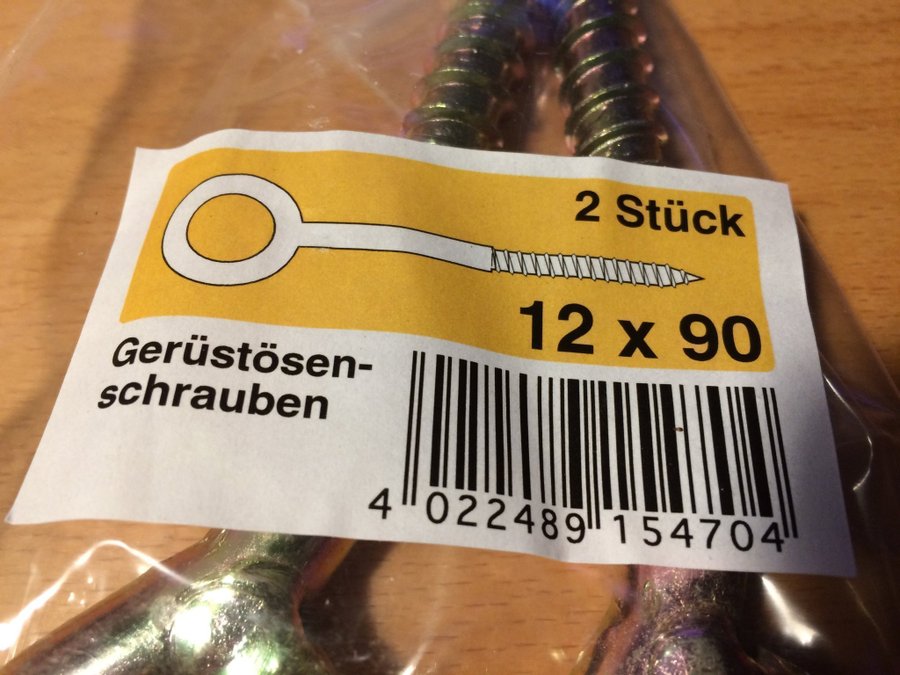 2 Stück
12 x 90
Gerüstösen-
schrauben
4 022489 154704